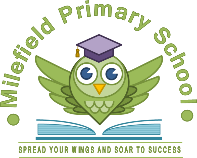 Milefield Primary School
SPREAD YOUR WINGS AND SOAR TO SUCCESS